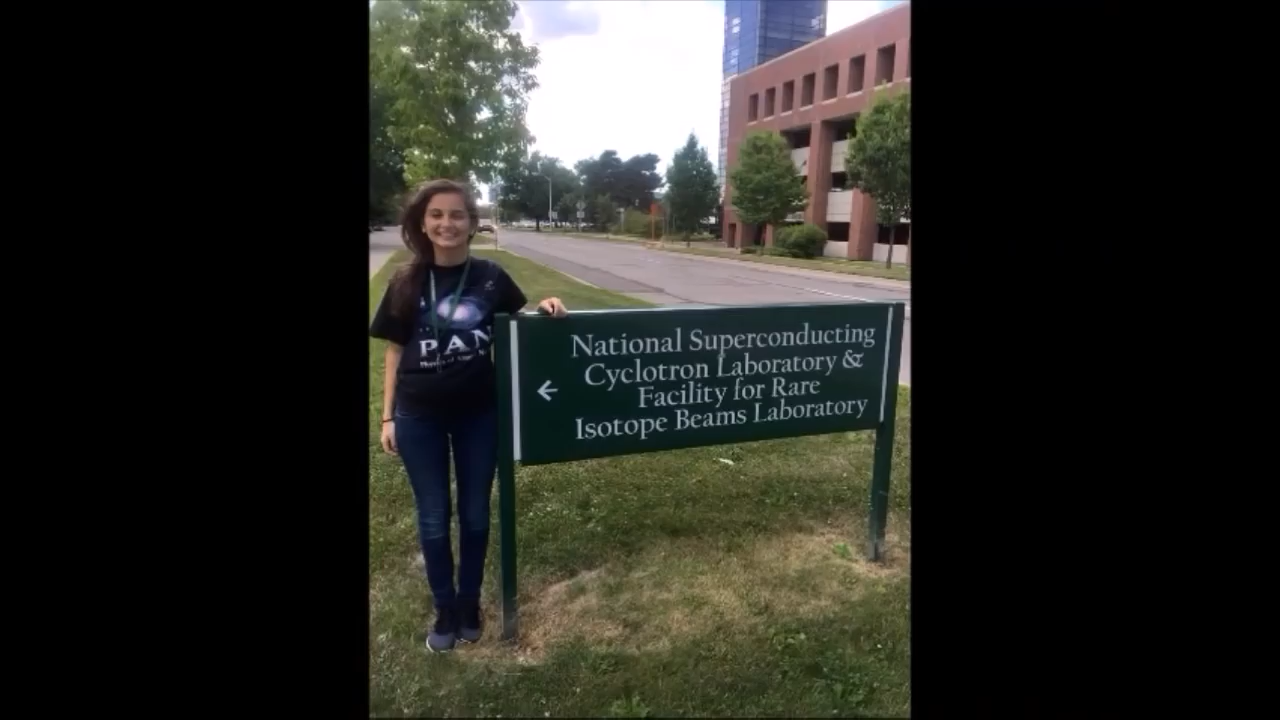 PAN
National Superconducting
Cyclotron Laboratory &
Facility for Rare
Isotope Beams Laboratory